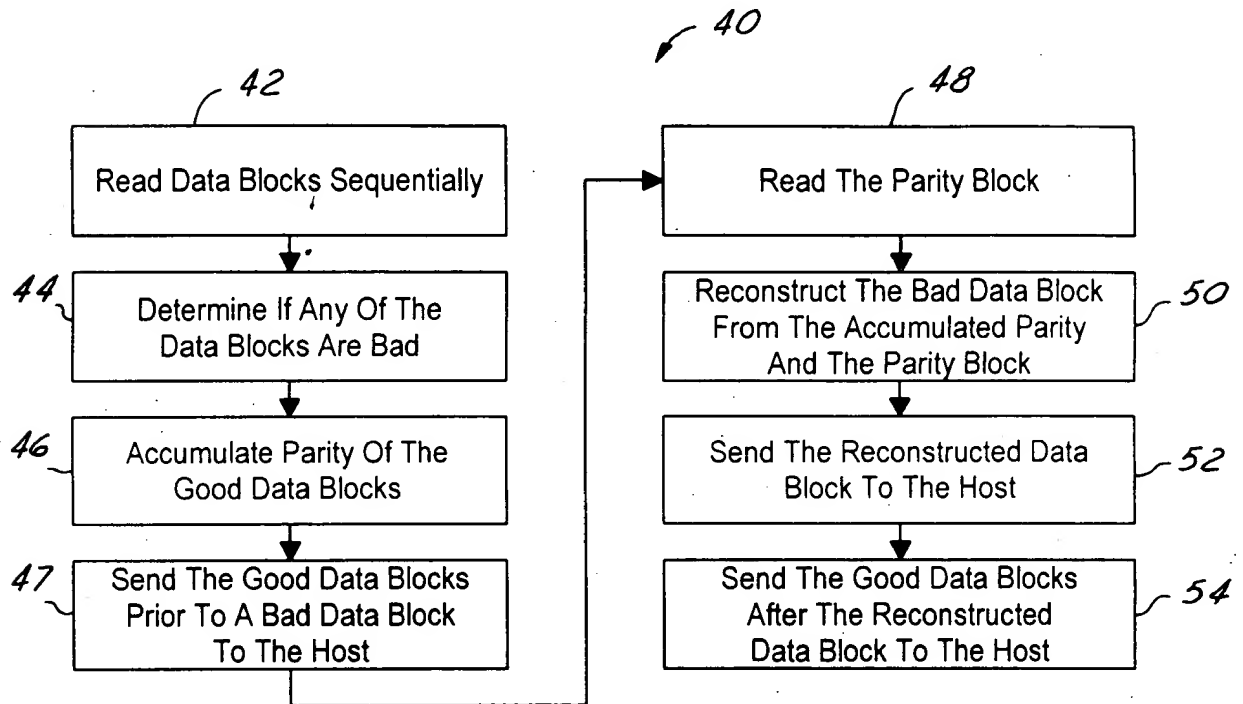 40
42
Read Data Blocks Sequentially
44
Determine If Any Of The
Data Blocks Are Bad
46
Accumulate Parity Of The
Good Data Blocks
47
Send The Good Data Blocks
Prior To A Bad Data Block
To The Host
48
Read The Parity Block
Reconstruct The Bad Data Block
From The Accumulated Parity
And The Parity Block
50
Send The Reconstructed Data
Block To The Host
52
Send The Good Data Blocks
After The Reconstructed
Data Block To The Host
54